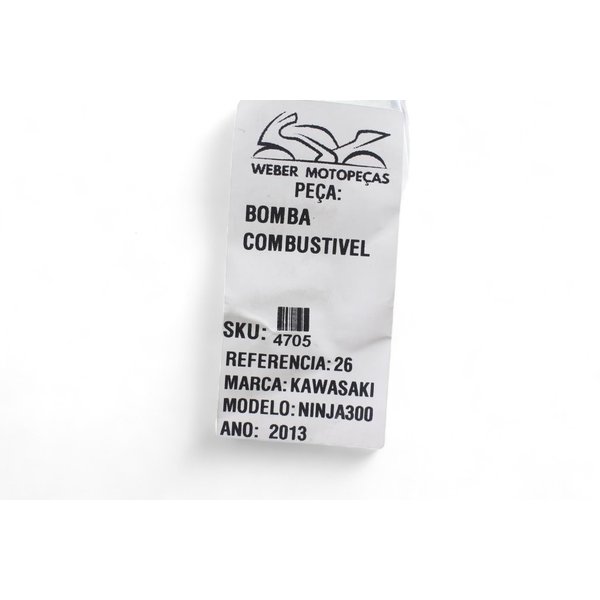 WEBER MOTOPEÇAS
PEÇA:
BOMBA
COMBUSTIVEL
SKU: 4705
REFERENCIA: 26
MARCA: KAWASAKI
MODELO: NINJA300
ANO: 2013